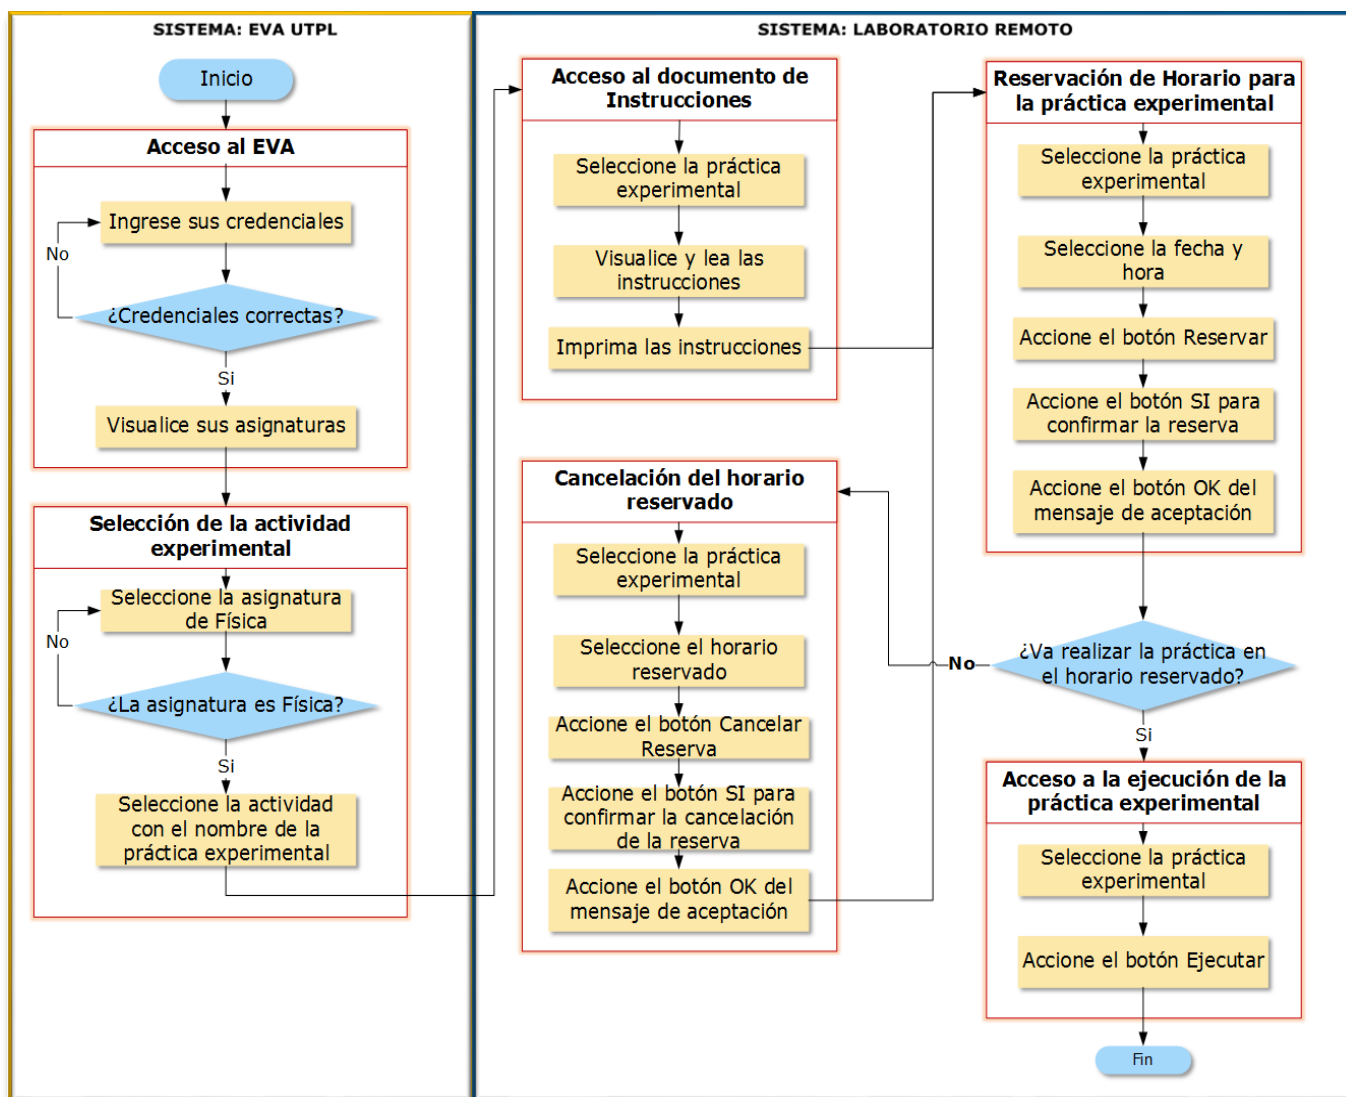 SISTEMA: EVA UTPL
Inicio
Acceso al EVA
Ingrese sus credenciales
No
¿Credenciales correctas?
Si
Visualice sus asignaturas
Selección de la actividad
experimental
Seleccione la asignatura
de Física
No
¿La asignatura es Física?
Si
Seleccione la actividad
con el nombre de la
práctica experimental
SISTEMA: LABORATORIO REMOTO
Acceso al documento de
Instrucciones
Seleccione la práctica
experimental
Visualice y lea las
instrucciones
Imprima las instrucciones
Reservación de Horario para
la práctica experimental
Seleccione la práctica
experimental
Seleccione la fecha y
hora
Accione el botón Reservar
Accione el botón SI para
confirmar la reserva
Accione el botón OK del
mensaje de aceptación
¿Va realizar la práctica en
el horario reservado?
No
Cancelación del horario
reservado
Seleccione la práctica
experimental
Seleccione el horario
reservado
Accione el botón Cancelar
Reserva
Accione el botón SI para
confirmar la cancelación
de la reserva
Accione el botón OK del
mensaje de aceptación
Si
Acceso a la ejecución de la
práctica experimental
Seleccione la práctica
experimental
Accione el botón Ejecutar
Fin